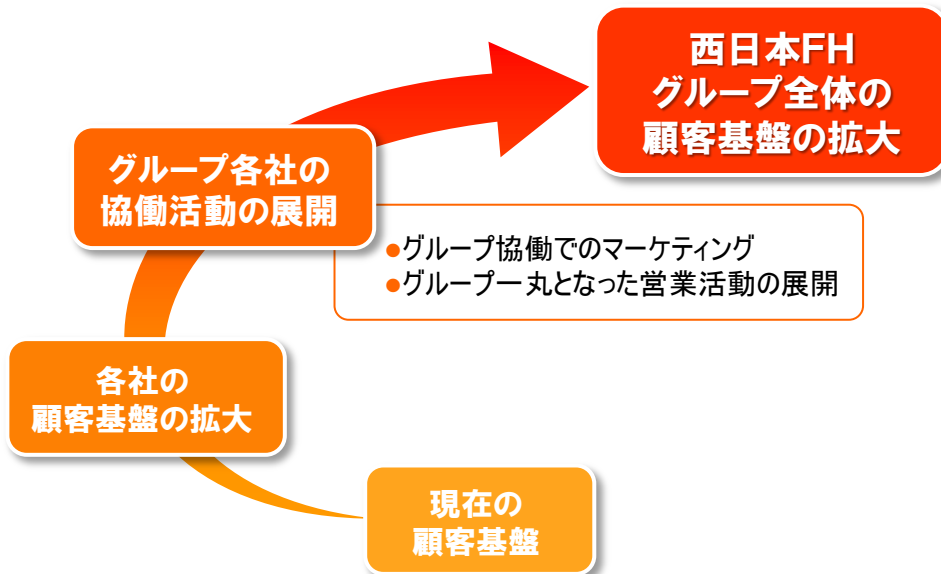 西日本FH
グループ全体の
顧客基盤の拡大
グループ各社の
協働活動の展開
●グループ協働でのマーケティング
●グループ一丸となった営業活動の展開
各社の
顧客基盤の拡大
現在の
顧客基盤